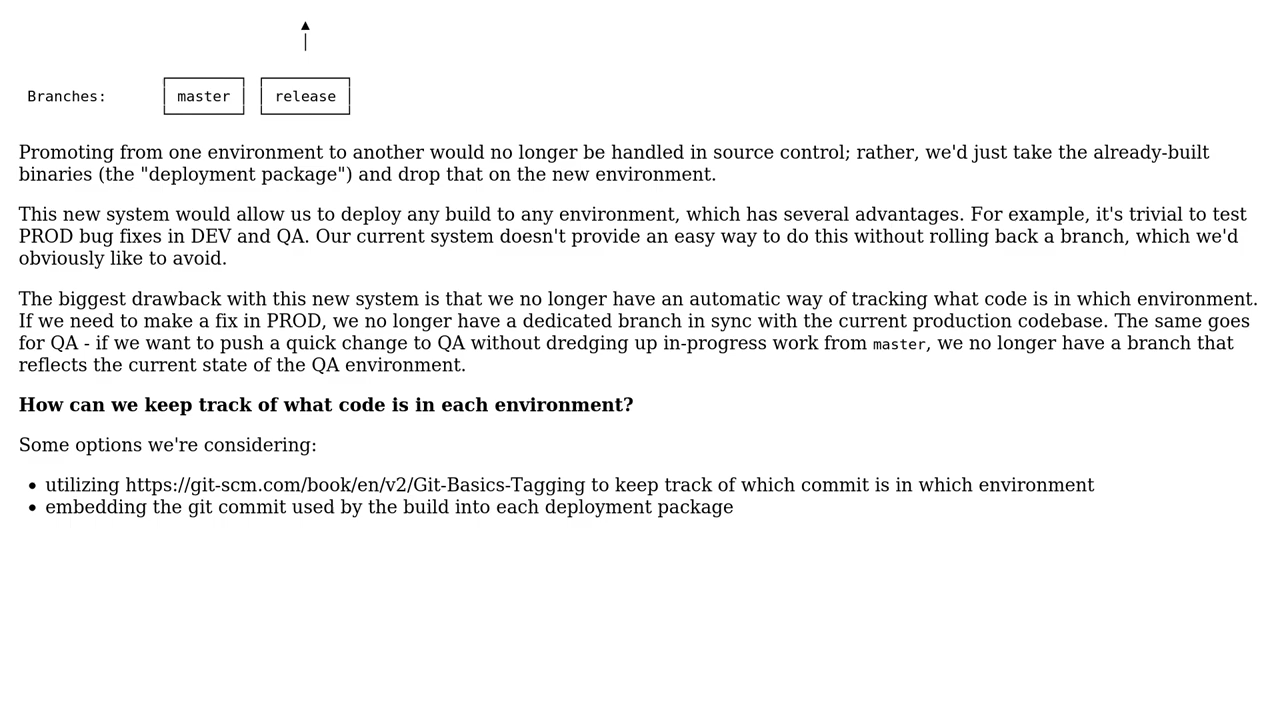 Branches: master release
Promoting from one environment to another would no longer be handled in source control; rather, we'd just take the already-built
binaries (the "deployment package") and drop that on the new environment.
This new system would allow us to deploy any build to any environment, which has several advantages. For example, it's trivial to test
PROD bug fixes in DEV and QA. Our current system doesn't provide an easy way to do this without rolling back a branch, which we'd
obviously like to avoid.
The biggest drawback with this new system is that we no longer have an automatic way of tracking what code is in which environment.
If we need to make a fix in PROD, we no longer have a dedicated branch in sync with the current production codebase. The same goes
for QA - if we want to push a quick change to QA without dredging up in-progress work from master, we no longer have a branch that
reflects the current state of the QA environment.
How can we keep track of what code is in each environment?
Some options we're considering:
• utilizing https://git-scm.com/book/en/v2/Git-Basics-Tagging to keep track of which commit is in which environment
• embedding the git commit used by the build into each deployment package